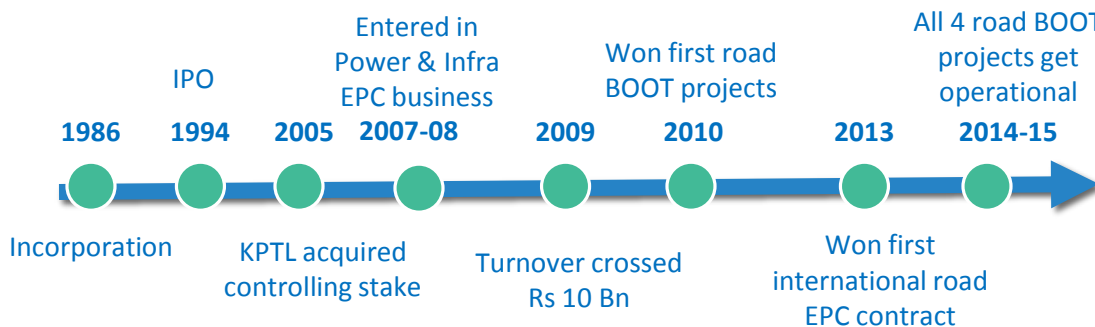 Entered in
Power & Infra
EPC business
All 4 road BOOT
projects get
operational
Won first road
BOOT projects
IPO
1986
1994
2005
2007-08
2009
2010
2013
2014-15
Incorporation
KPTL acquired
controlling stake
Turnover crossed
Rs 10 Bn
Won first
international road
EPC contract